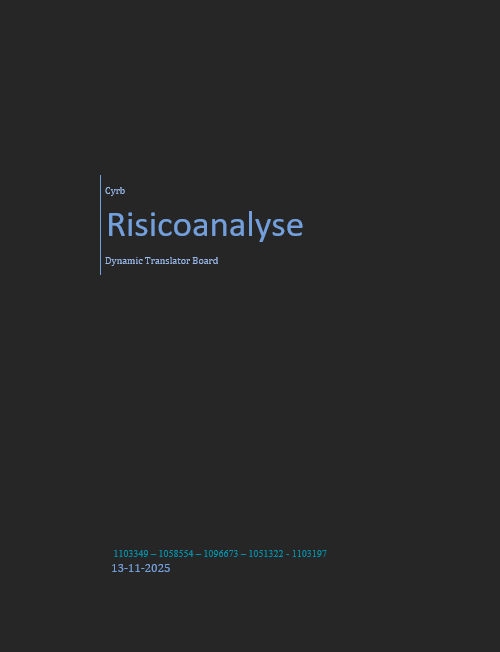 Cyrb
Risicoanalyse
Dynamic Translator Board
1103349 – 1058554 – 1096673 – 1051322 - 1103197
13-11-2025